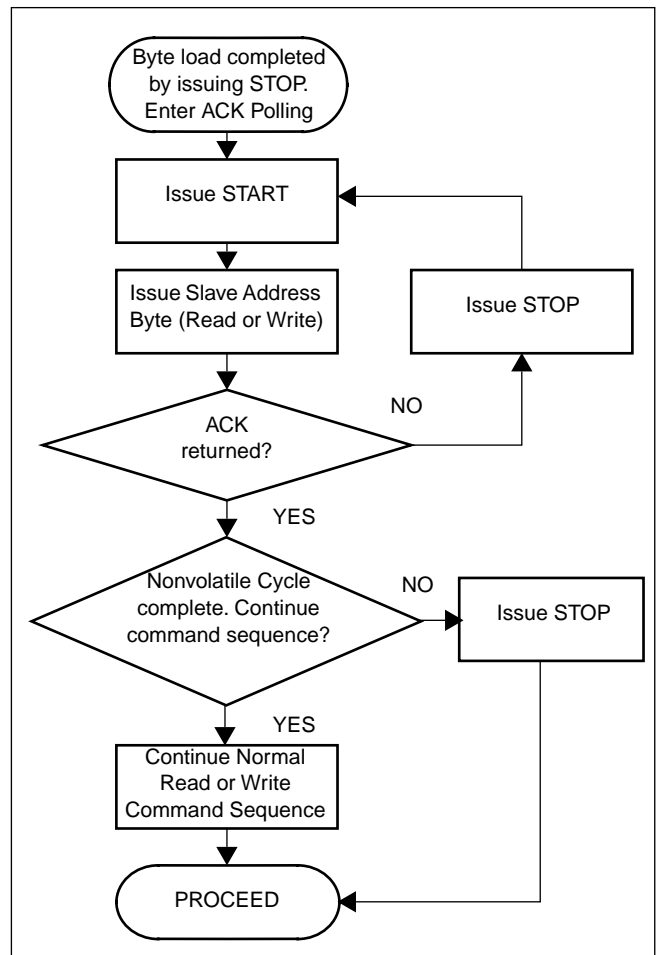 Byte load completed
by issuing STOP.
Enter ACK Polling
Issue START
Issue Slave Address
Byte (Read or Write)
Issue STOP
ACK
returned?
NO
YES
Nonvolatile Cycle
complete. Continue
command sequence?
NO
Issue STOP
YES
Continue Normal
Read or Write
Command Sequence
PROCEED